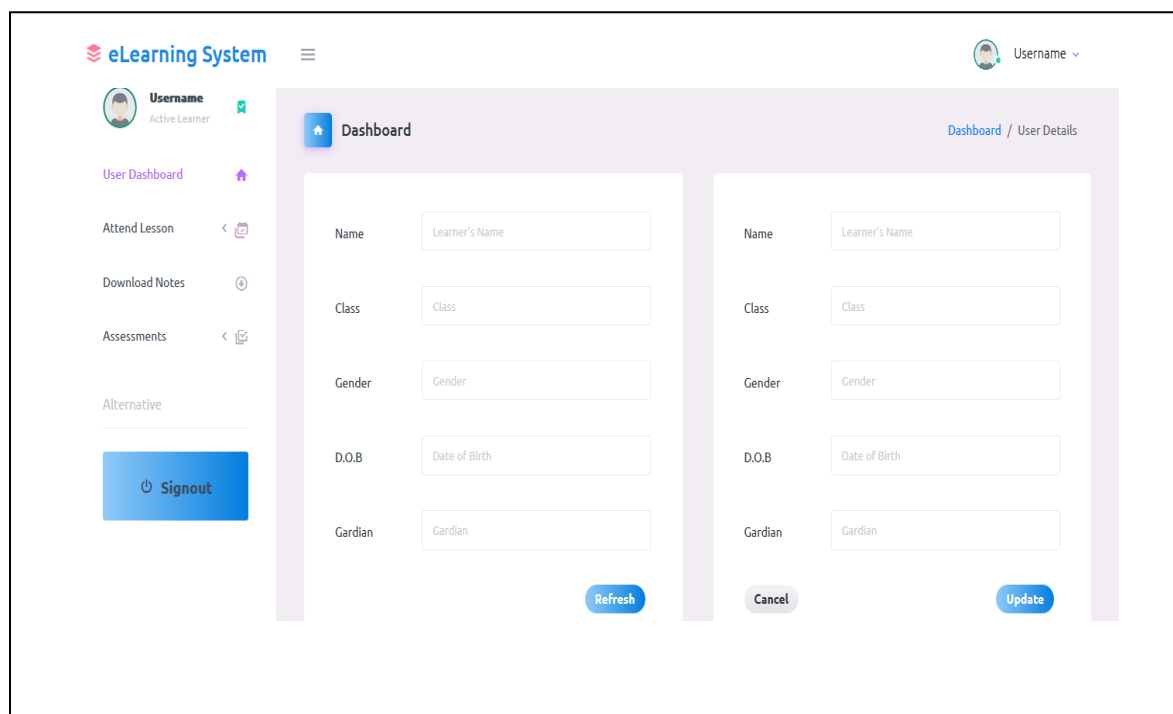 eLearning System
Username
Username
Active Learner
User Dashboard
Attend Lesson
Download Notes
Assessments
Alternative
Signout
Dashboard
Dashboard / User Details
Name Learner's Name
Class Class
Gender Gender
D.O.B Date of Birth
Gardian Gardian
Refresh
Name Learner's Name
Class Class
Gender Gender
D.O.B Date of Birth
Gardian Gardian
Cancel Update